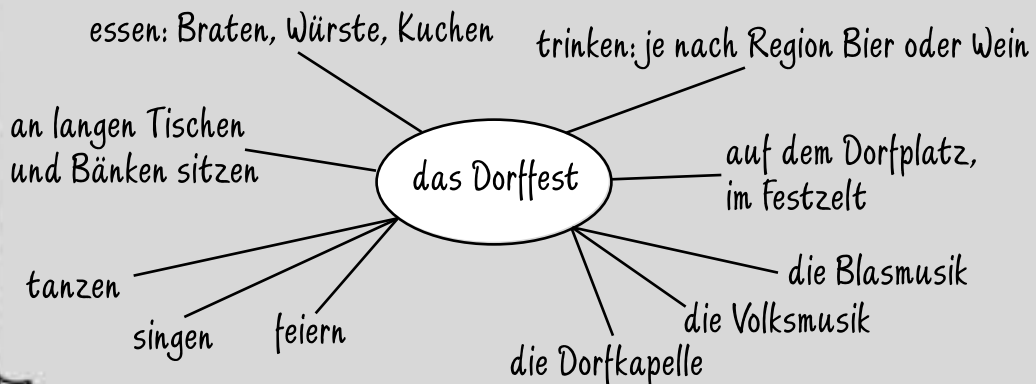 essen: Braten, Würste, Kuchen
trinken: je nach Region Bier oder Wein
an langen Tischen
und Bänken sitzen
das Dorffest
auf dem Dorfplatz,
im Festzelt
tanzen
singen
feiern
die Blasmusik
die Volksmusik
die Dorfkapelle